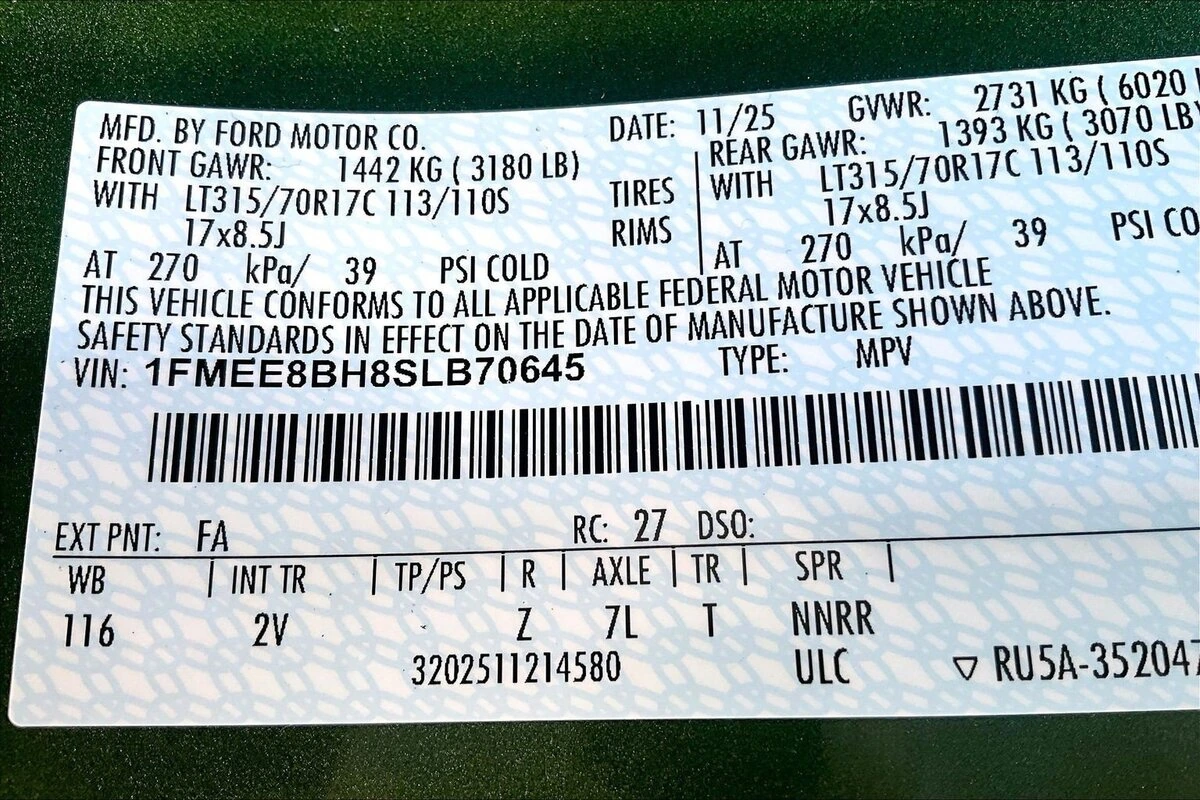 MFD. BY FORD MOTOR CO. DATE: 11/25 GVWR: 2731 KG ( 6020
FRONT GAWR: 1442 KG ( 3180 LB) REAR GAWR: 1393 KG ( 3070 LB)
WITH LT315/70R17C 113/110S TIRES WITH LT315/70R17C 113/110S
17x8.5J RIMS 17x8.5J
AT 270 kPa/ 39 PSI COLD AT 270 kPa/ 39 PSI CO
THIS VEHICLE CONFORMS TO ALL APPLICABLE FEDERAL MOTOR VEHICLE
SAFETY STANDARDS IN EFFECT ON THE DATE OF MANUFACTURE SHOWN ABOVE.
VIN: 1FMEE8BH8SLB70645 TYPE: MPV
EXT PNT: FA RC: 27 DSO:
WB INT TR TP/PS R AXLE TR SPR
116 2V Z 7L T NNRR
3202511214580 ULC ▽ RU5A-352047